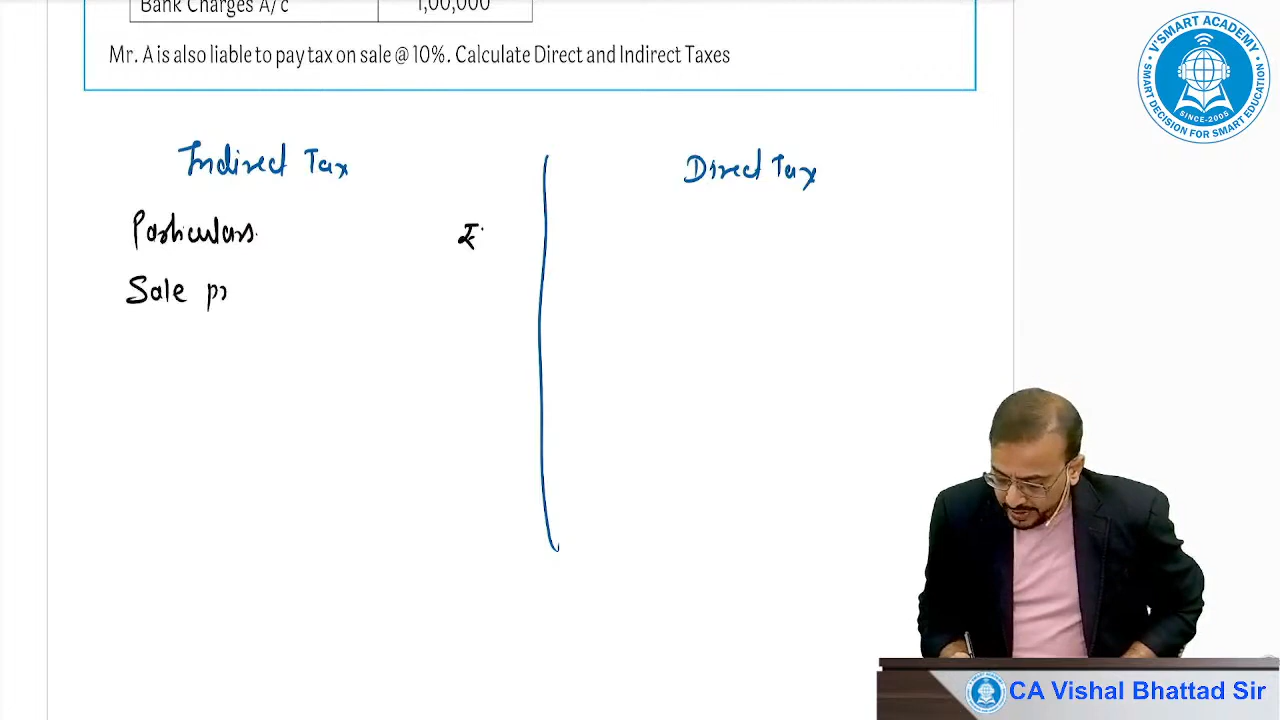 Bank Charges A/c 1,00,000
Mr. A is also liable to pay tax on sale @ 10%. Calculate Direct and Indirect Taxes
V'SMART ACADEMY
SINCE-2005
SMART DECISION FOR SMART EDUCATION
Indirect Tax
Direct Tax
Particulars ₹
Sale pr
CA Vishal Bhattad Sir